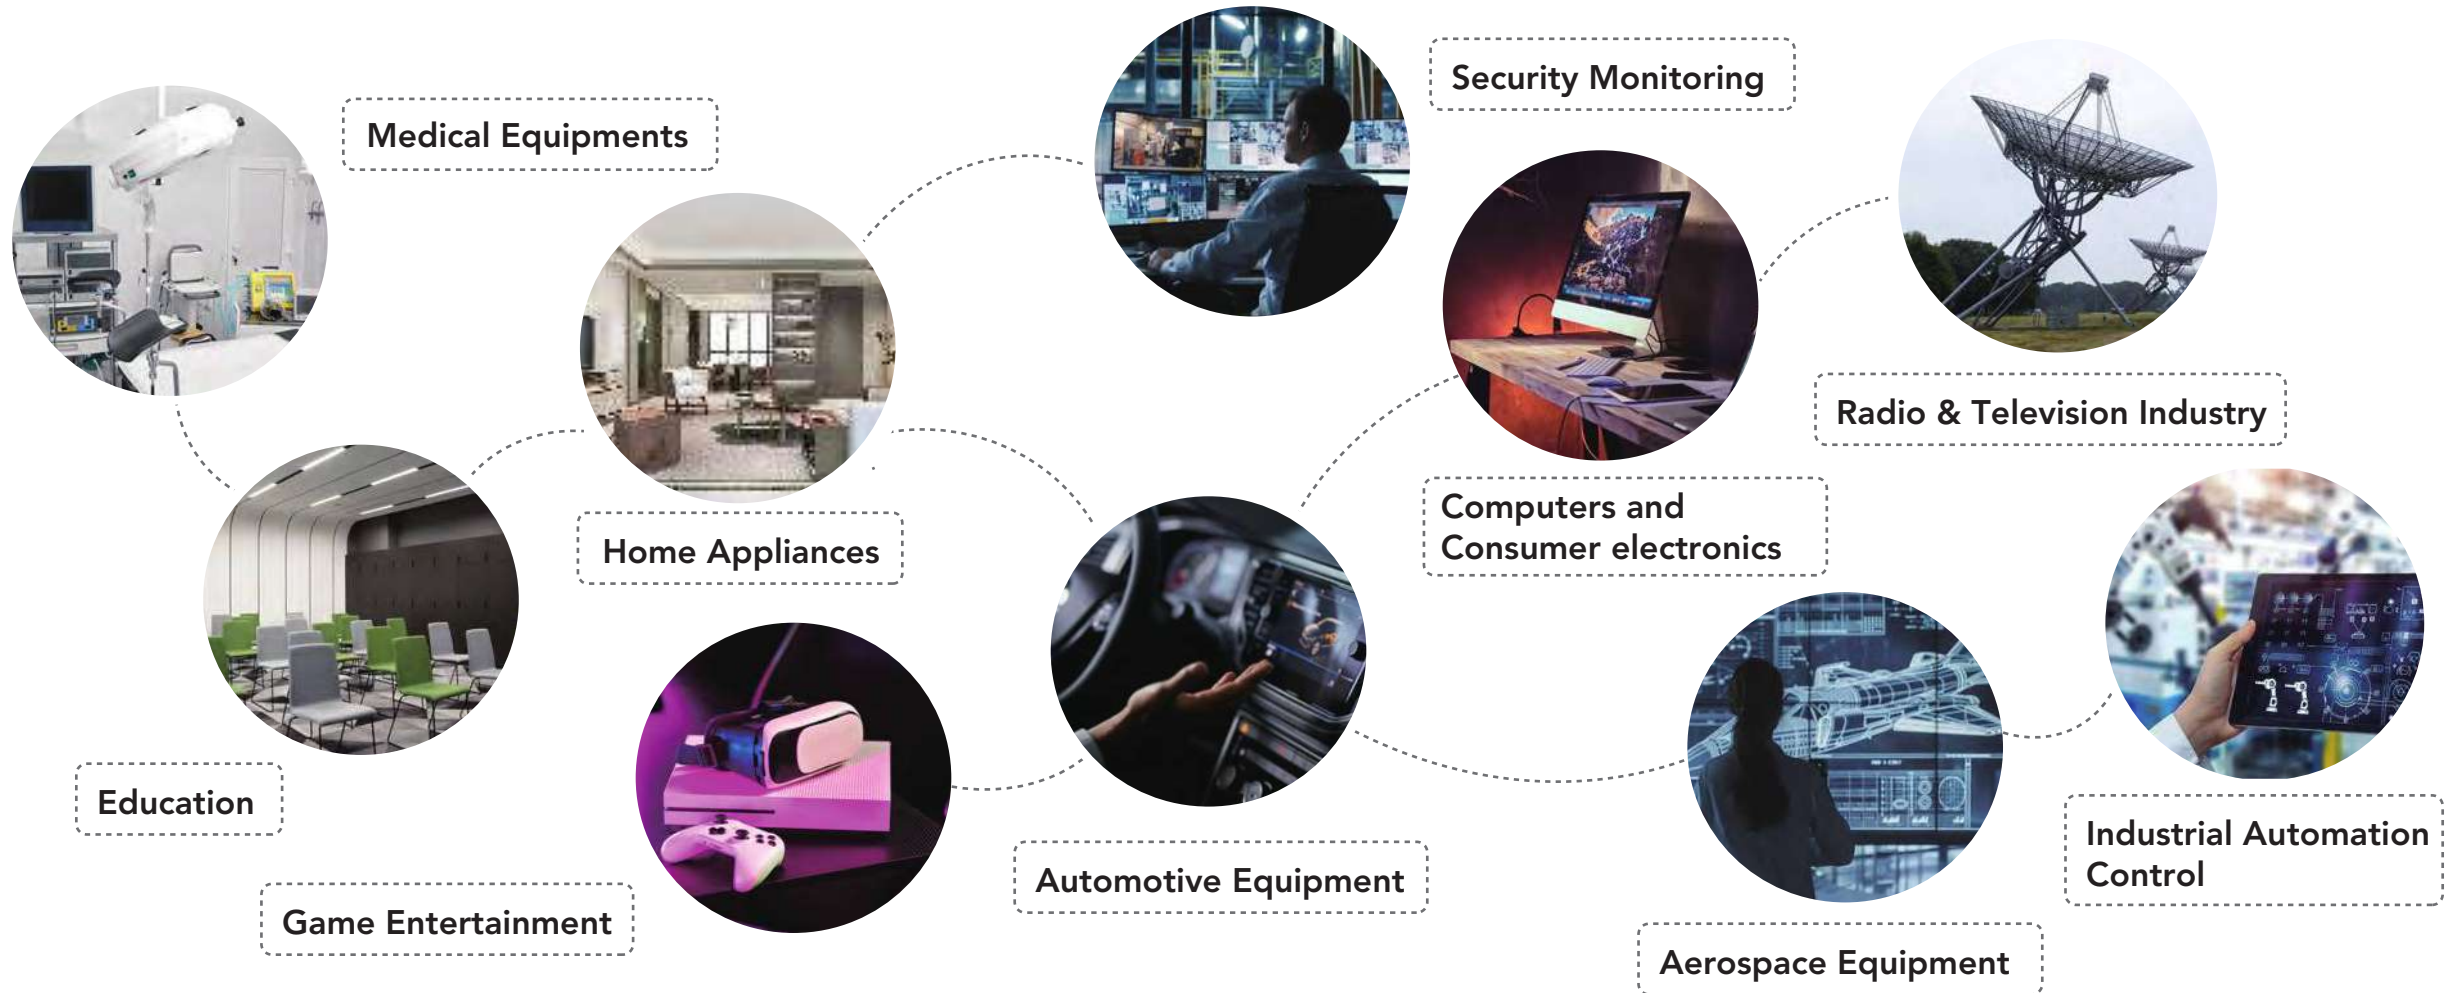 Medical Equipments
Security Monitoring
Radio & Television Industry
Home Appliances
Computers and
Consumer electronics
Education
Game Entertainment
Automotive Equipment
Industrial Automation
Control
Aerospace Equipment